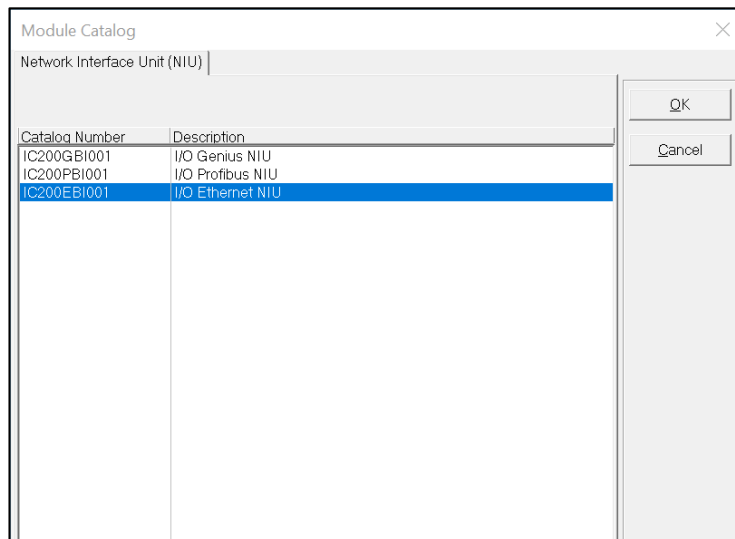 Module Catalog
Network Interface Unit (NIU)
OK
Cancel
Catalog Number Description
IC200GBI001 I/O Genius NIU
IC200PBI001 I/O Profibus NIU
IC200EBI001 I/O Ethernet NIU